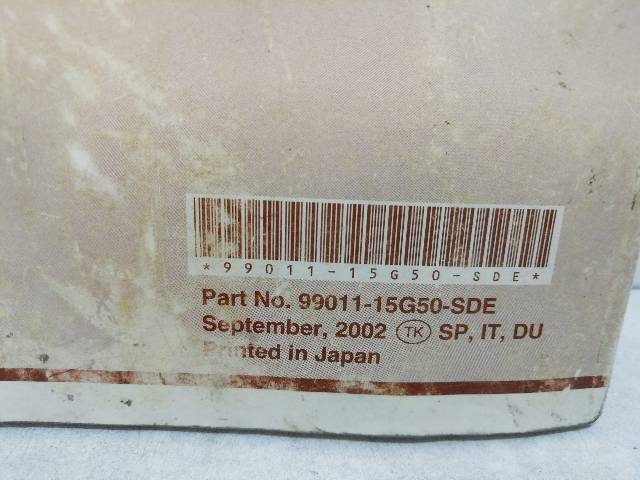 *99011-15G50-SDE*
Part No. 99011-15G50-SDE
September, 2002 TK SP, IT, DU
Printed in Japan